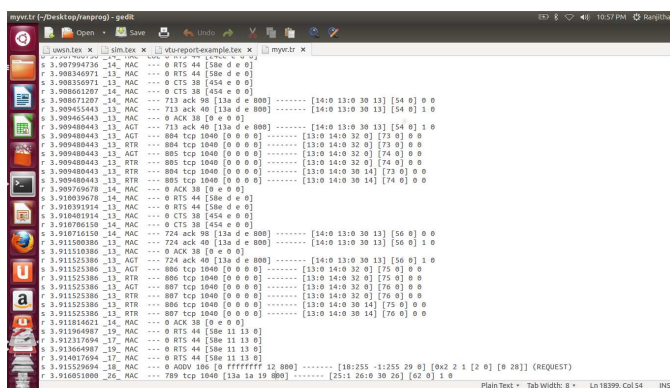 myvr.tr (~/Desktop/ranprog) - gedit
10:57 PM Ranjitha
Open Save Undo
uwsn.tex x sim.tex x vtu-report-example.tex x myvr.tr x
s 3.907994736 _14_ MAC --- 0 RTS 44 [58e d e 0]
r 3.908346971 _13_ MAC --- 0 RTS 44 [58e d e 0]
s 3.908356971 _13_ MAC --- 0 CTS 38 [454 e 0 0]
r 3.908661207 _14_ MAC --- 0 CTS 38 [454 e 0 0]
s 3.908671207 _14_ MAC --- 713 ack 98 [13a d e 800] ------- [14:0 13:0 30 13] [54 0] 0 0
r 3.909455443 _13_ MAC --- 713 ack 40 [13a d e 800] ------- [14:0 13:0 30 13] [54 0] 1 0
s 3.909465443 _13_ MAC --- 0 ACK 38 [0 e 0 0]
r 3.909480443 _13_ AGT --- 713 ack 40 [13a d e 800] ------- [14:0 13:0 30 13] [54 0] 1 0
s 3.909480443 _13_ AGT --- 804 tcp 1040 [0 0 0 0] ------- [13:0 14:0 32 0] [73 0] 0 0
r 3.909480443 _13_ RTR --- 804 tcp 1040 [0 0 0 0] ------- [13:0 14:0 32 0] [73 0] 0 0
s 3.909480443 _13_ AGT --- 805 tcp 1040 [0 0 0 0] ------- [13:0 14:0 32 0] [74 0] 0 0
r 3.909480443 _13_ RTR --- 805 tcp 1040 [0 0 0 0] ------- [13:0 14:0 32 0] [74 0] 0 0
s 3.909480443 _13_ RTR --- 804 tcp 1040 [0 0 0 0] ------- [13:0 14:0 30 14] [73 0] 0 0
s 3.909480443 _13_ RTR --- 805 tcp 1040 [0 0 0 0] ------- [13:0 14:0 30 14] [74 0] 0 0
r 3.909769678 _14_ MAC --- 0 ACK 38 [0 e 0 0]
s 3.910039678 _14_ MAC --- 0 RTS 44 [58e d e 0]
r 3.910391914 _13_ MAC --- 0 RTS 44 [58e d e 0]
s 3.910401914 _13_ MAC --- 0 CTS 38 [454 e 0 0]
r 3.910706150 _14_ MAC --- 0 CTS 38 [454 e 0 0]
s 3.910716150 _14_ MAC --- 724 ack 98 [13a d e 800] ------- [14:0 13:0 30 13] [56 0] 0 0
r 3.911500386 _13_ MAC --- 724 ack 40 [13a d e 800] ------- [14:0 13:0 30 13] [56 0] 1 0
s 3.911510386 _13_ MAC --- 0 ACK 38 [0 e 0 0]
r 3.911525386 _13_ AGT --- 724 ack 40 [13a d e 800] ------- [14:0 13:0 30 13] [56 0] 1 0
s 3.911525386 _13_ AGT --- 806 tcp 1040 [0 0 0 0] ------- [13:0 14:0 32 0] [75 0] 0 0
r 3.911525386 _13_ RTR --- 806 tcp 1040 [0 0 0 0] ------- [13:0 14:0 32 0] [75 0] 0 0
s 3.911525386 _13_ AGT --- 807 tcp 1040 [0 0 0 0] ------- [13:0 14:0 32 0] [76 0] 0 0
r 3.911525386 _13_ RTR --- 807 tcp 1040 [0 0 0 0] ------- [13:0 14:0 32 0] [76 0] 0 0
s 3.911525386 _13_ RTR --- 806 tcp 1040 [0 0 0 0] ------- [13:0 14:0 30 14] [75 0] 0 0
s 3.911525386 _13_ RTR --- 807 tcp 1040 [0 0 0 0] ------- [13:0 14:0 30 14] [76 0] 0 0
r 3.911814621 _14_ MAC --- 0 ACK 38 [0 e 0 0]
s 3.911964987 _19_ MAC --- 0 RTS 44 [58e 11 13 0]
r 3.912317694 _17_ MAC --- 0 RTS 44 [58e 11 13 0]
s 3.913664987 _19_ MAC --- 0 RTS 44 [58e 11 13 0]
r 3.914017694 _17_ MAC --- 0 RTS 44 [58e 11 13 0]
s 3.915529694 _18_ MAC --- 0 AODV 106 [0 ffffffff 12 800] ------- [18:255 -1:255 29 0] [0x2 2 1 [2 0] [0 28]] (REQUEST)
r 3.916051000 _26_ MAC --- 789 tcp 1040 [13a 1a 19 800] ------- [25:1 26:0 30 26] [62 0] 1 0
Plain Text Tab Width: 8 Ln 18399, Col 54 INS